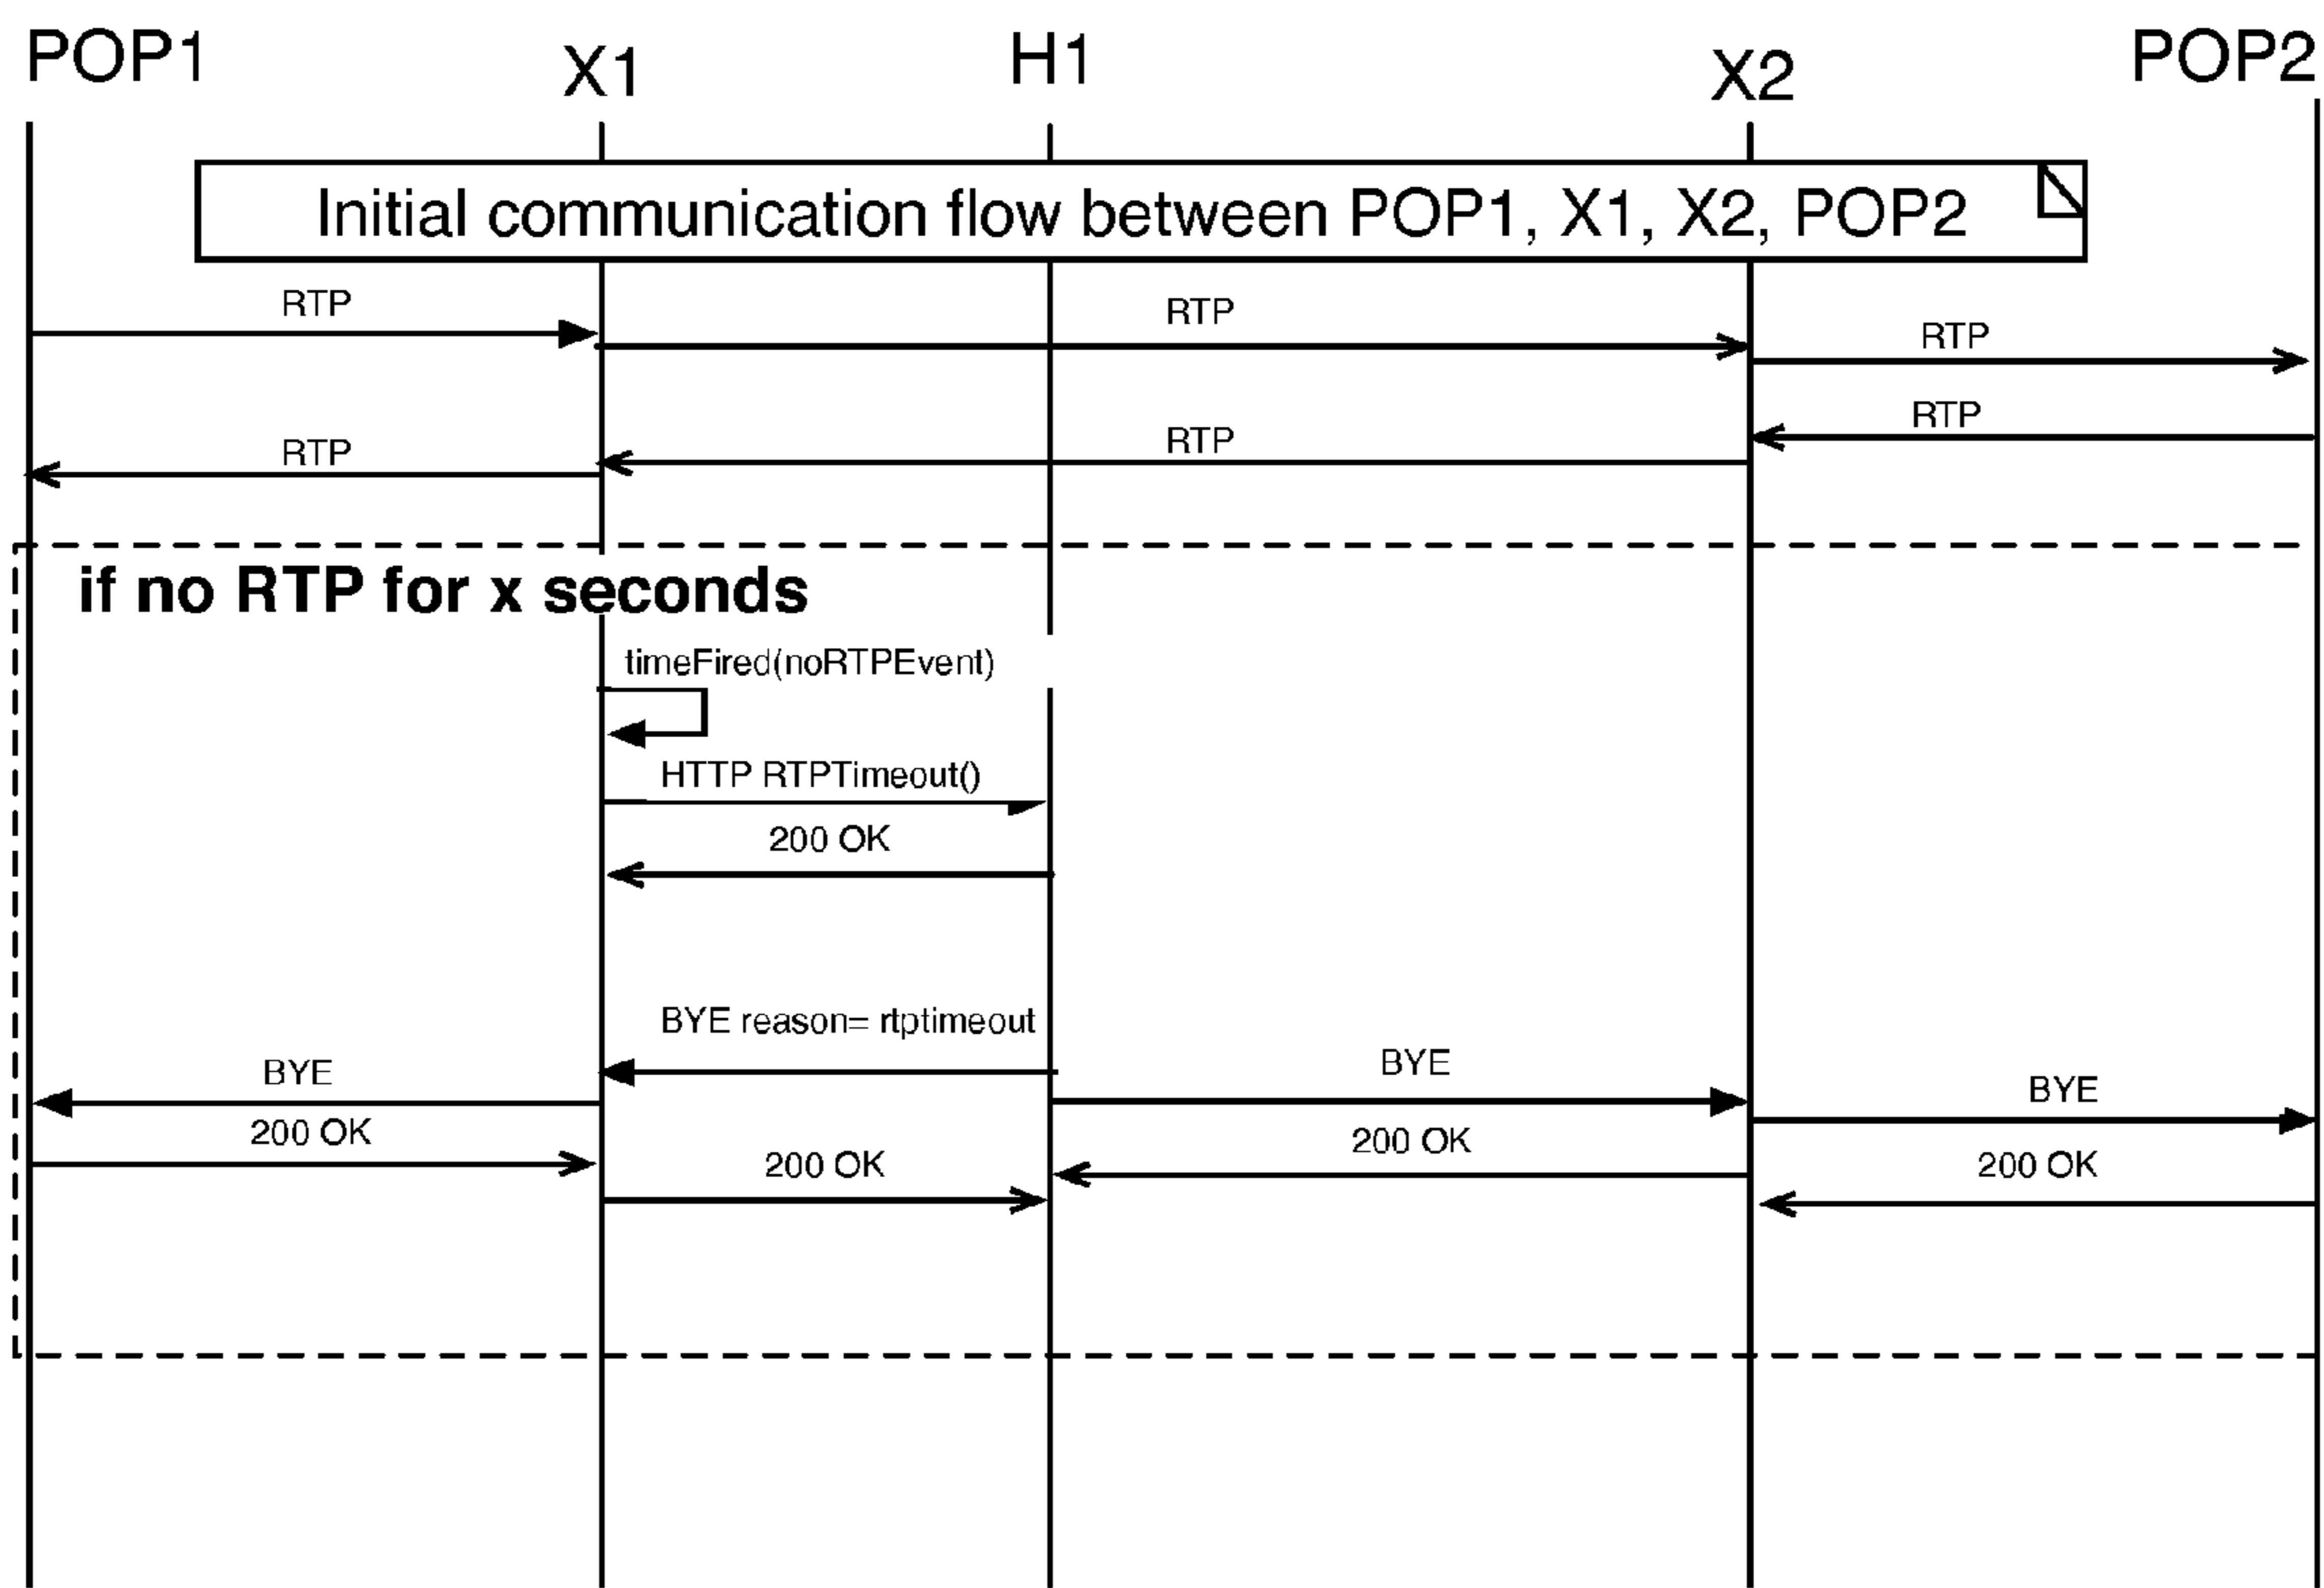 POP1 X1 H1 X2 POP2
Initial communication flow between POP1, X1, X2, POP2
RTP
RTP
RTP
RTP
RTP
RTP
if no RTP for x seconds
timeFired(noRTPEvent)
HTTP RTPTimeout()
200 OK
BYE reason= rtptimeout
BYE
BYE
BYE
200 OK
200 OK
200 OK
200 OK